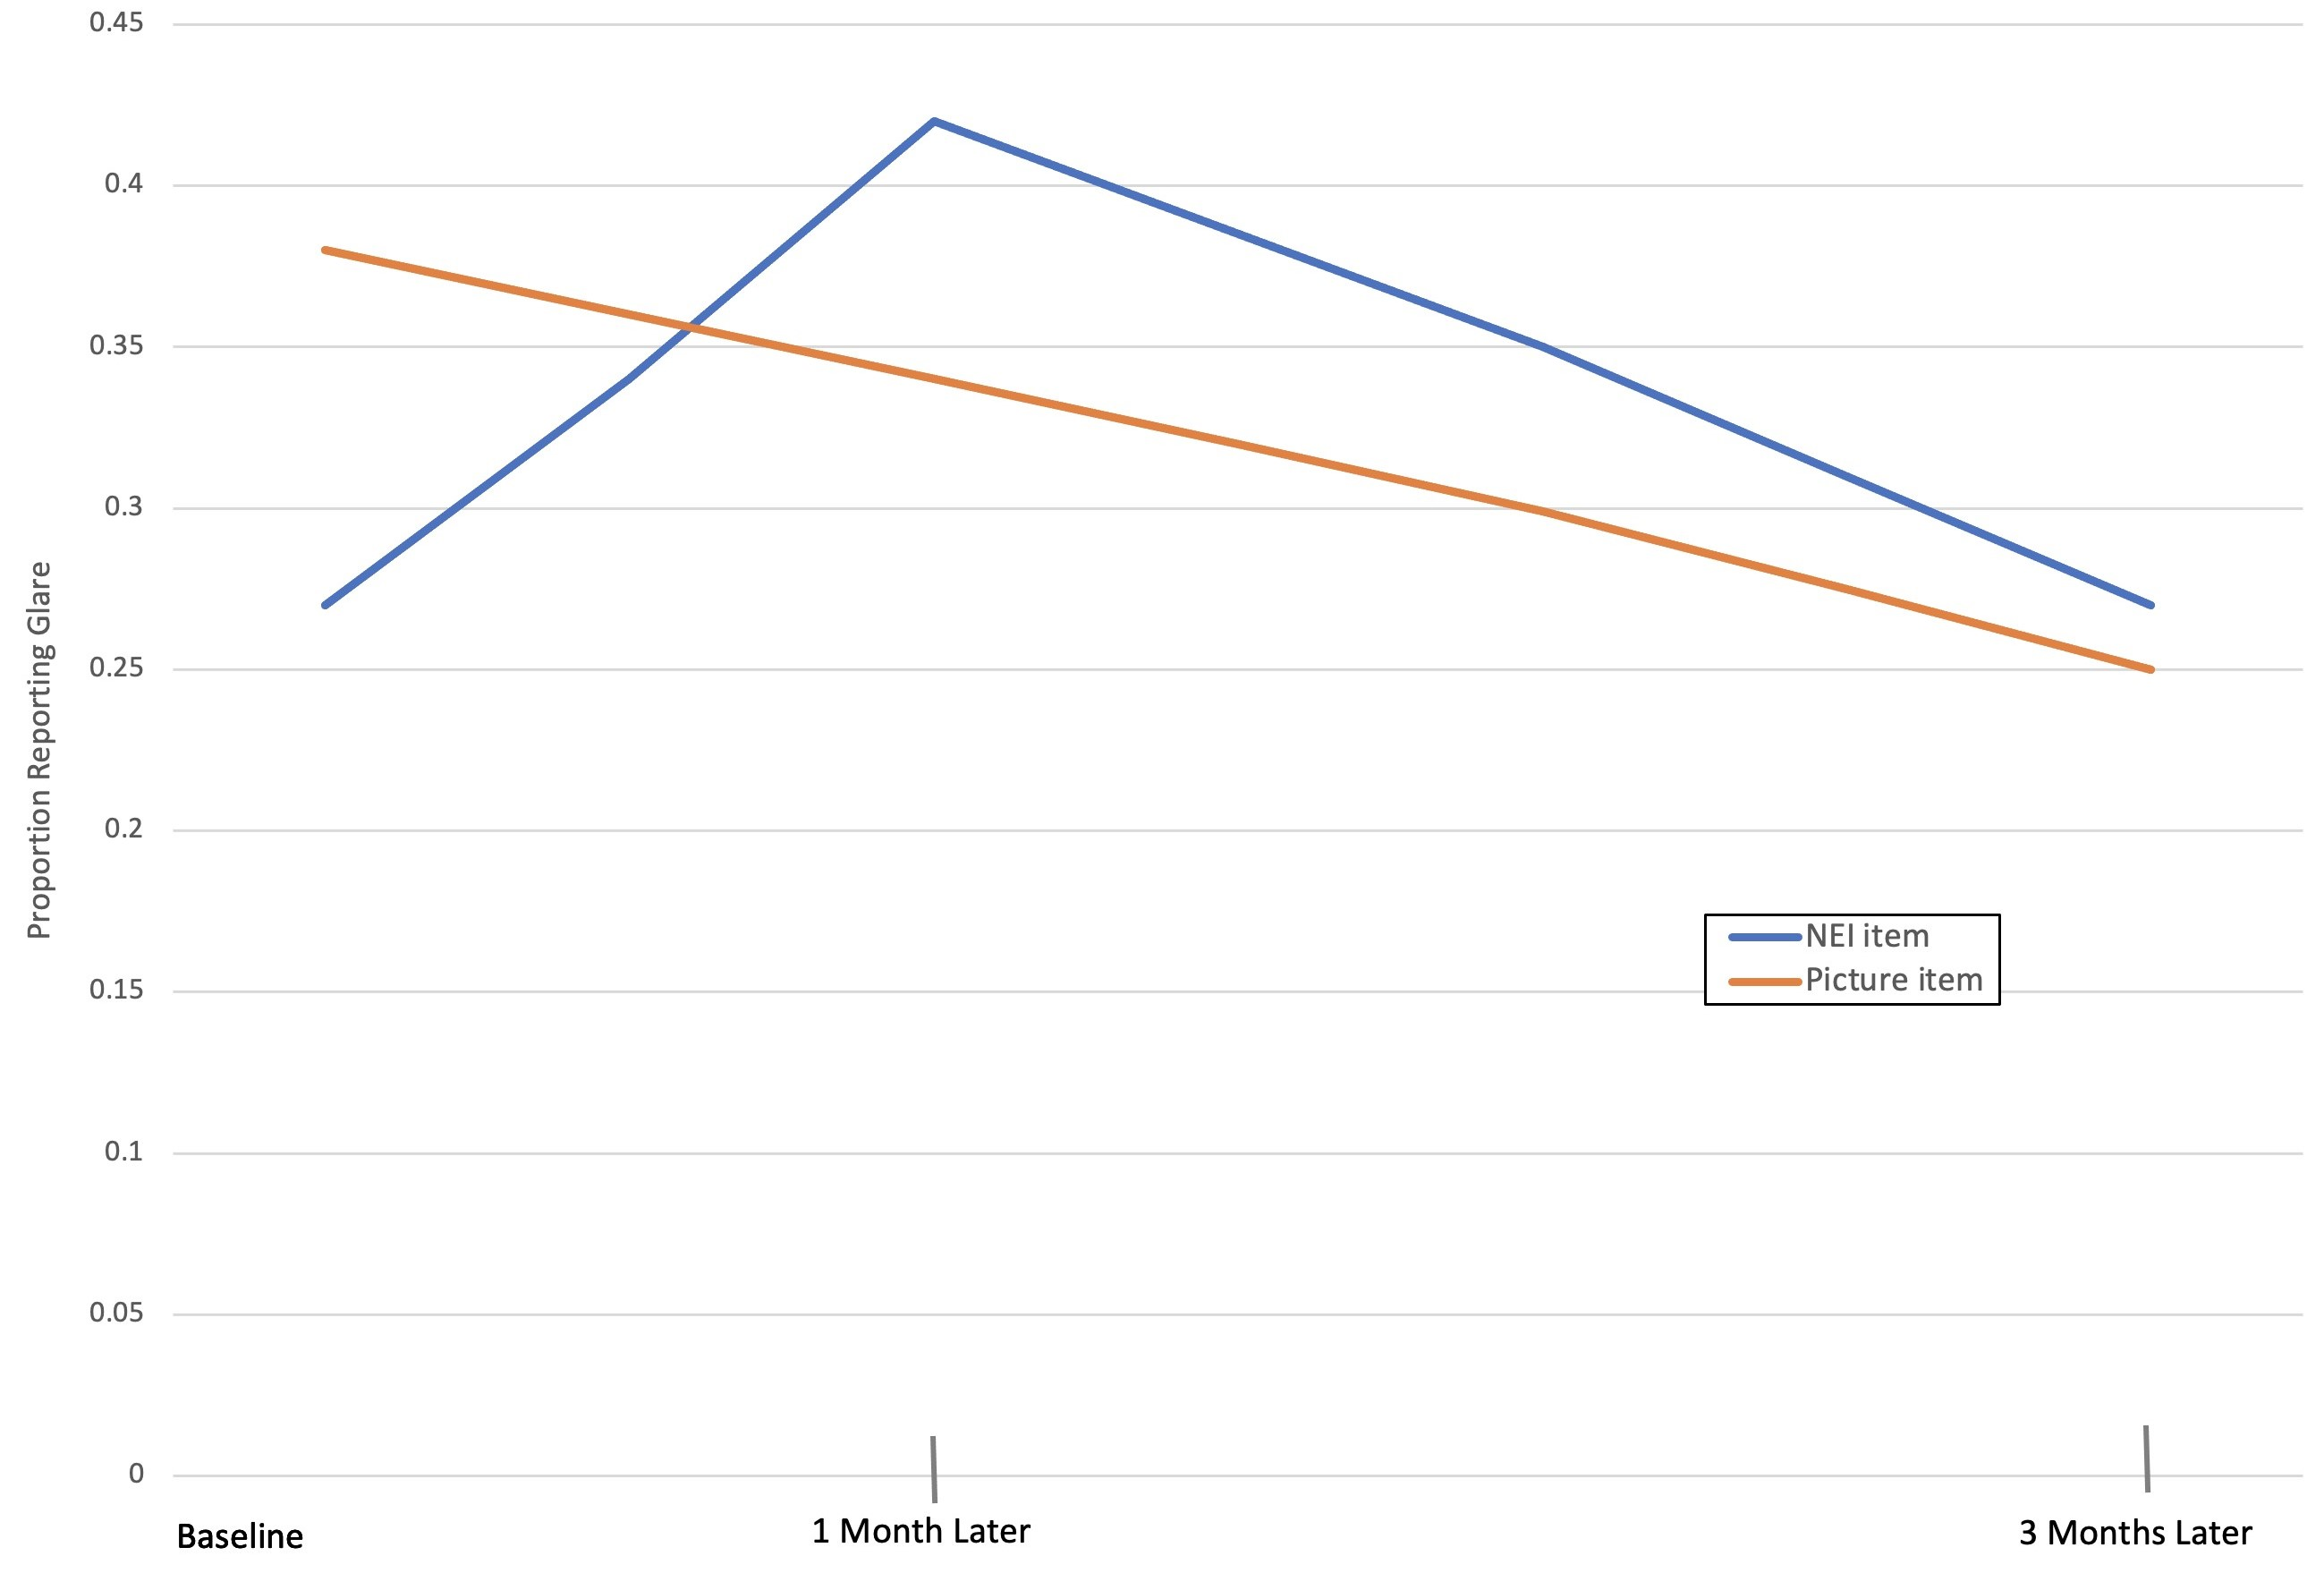 0.45
0.4
0.35
0.3
0.25
0.2
0.15
0.1
0.05
0
Proportion Reporting Glare
NEI item
Picture item
Baseline
1 Month Later
3 Months Later